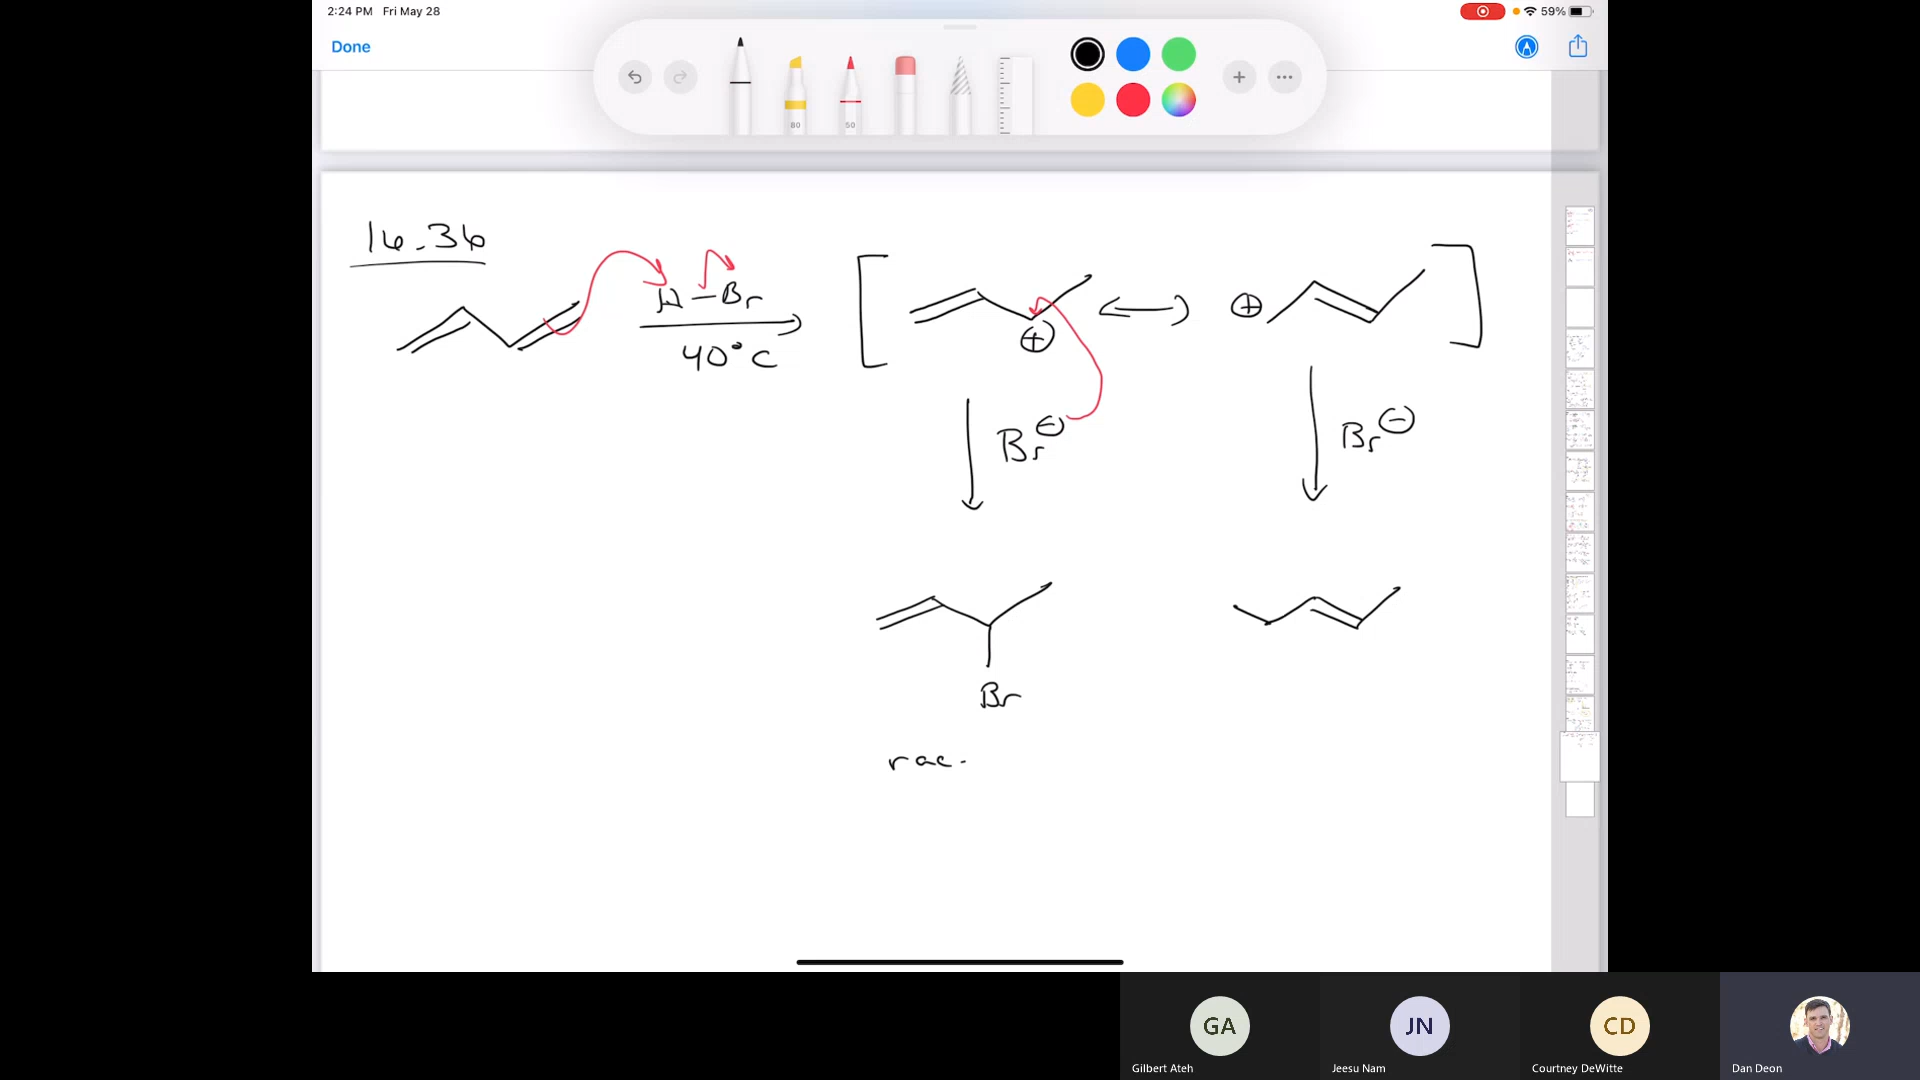 2:24 PM Fri May 28
59%
Done
80
50
16.36
H-Br
40°C
⊕
⊕
Br⊖
Br⊖
Br
rac.
GA
JN
CD
Gilbert Ateh
Jeesu Nam
Courtney DeWitte
Dan Deon